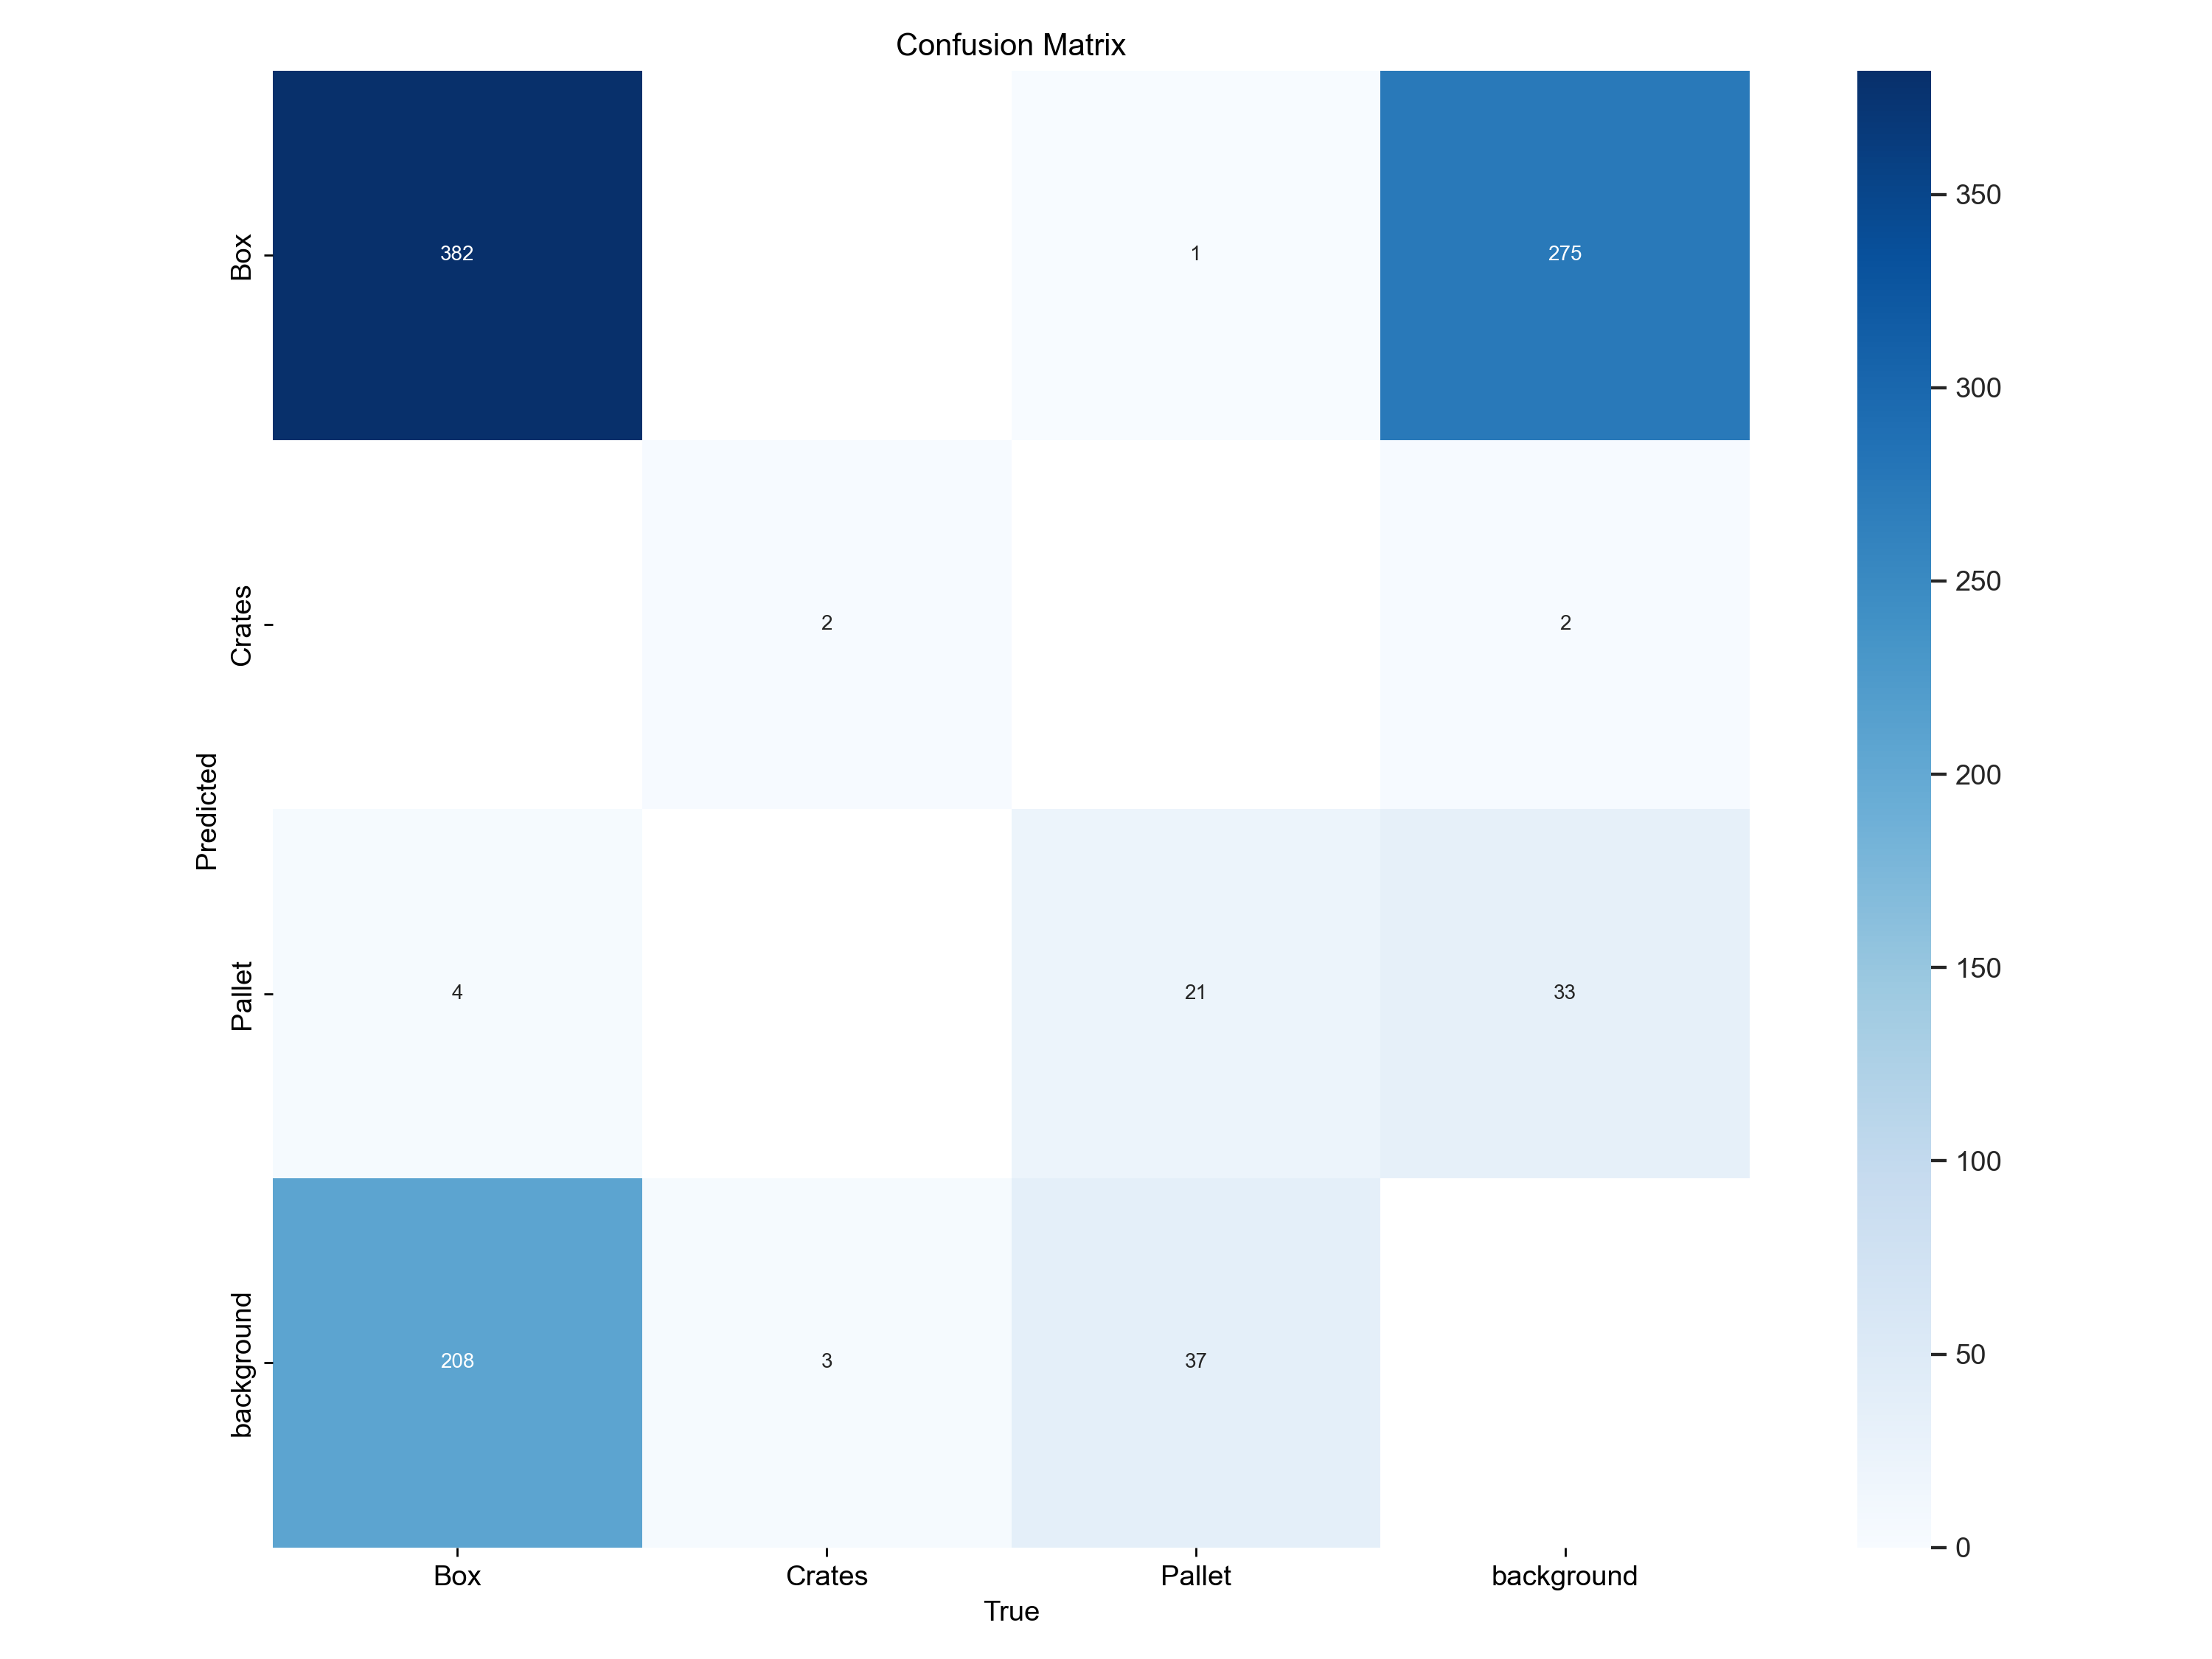 Confusion Matrix
Predicted
Box
382
1
275
Crates
2
2
Pallet
4
21
33
background
208
3
37
Box
Crates
Pallet
background
True
350
300
250
200
150
100
50
0